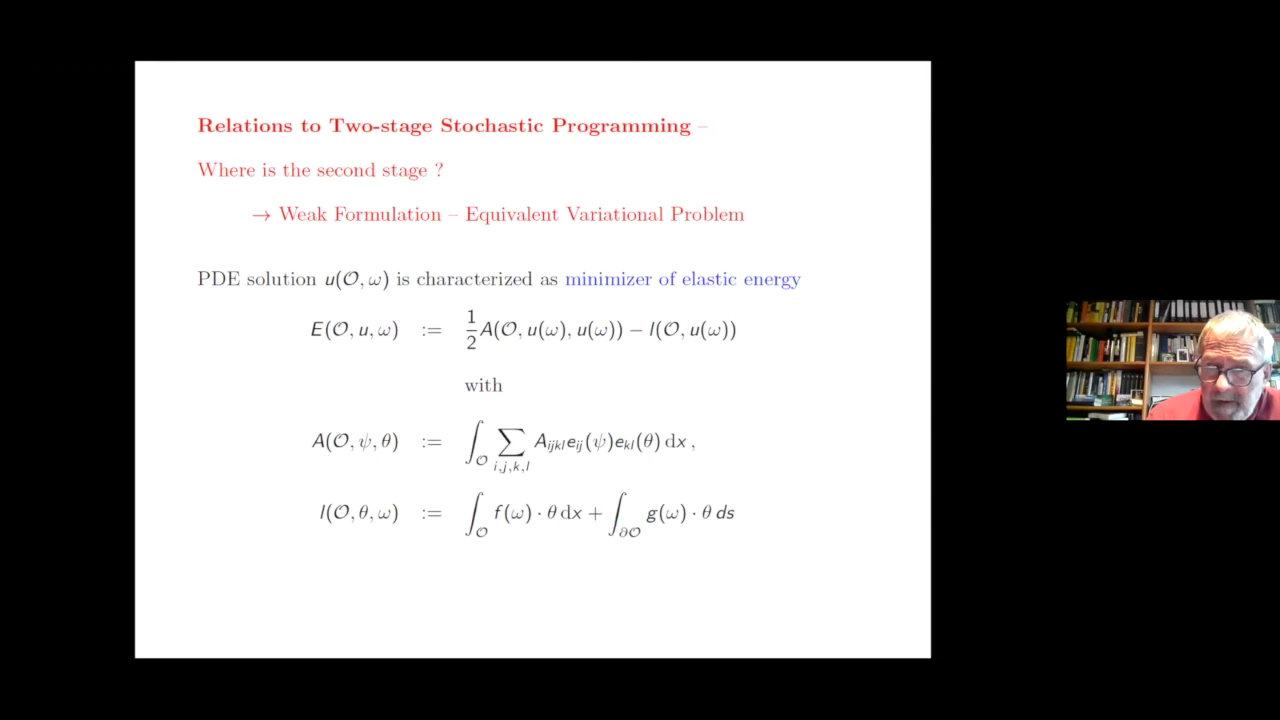 Relations to Two-stage Stochastic Programming –
Where is the second stage ?
→ Weak Formulation – Equivalent Variational Problem
PDE solution u(𝒪, ω) is characterized as minimizer of elastic energy
E(𝒪, u, ω) := 1/2 A(𝒪, u(ω), u(ω)) − l(𝒪, u(ω))
with
A(𝒪, ψ, θ) := ∫_𝒪 ∑_{i,j,k,l} A_{ijkl} e_{ij}(ψ) e_{kl}(θ) dx ,
l(𝒪, θ, ω) := ∫_𝒪 f(ω) · θ dx + ∫_{∂𝒪} g(ω) · θ ds